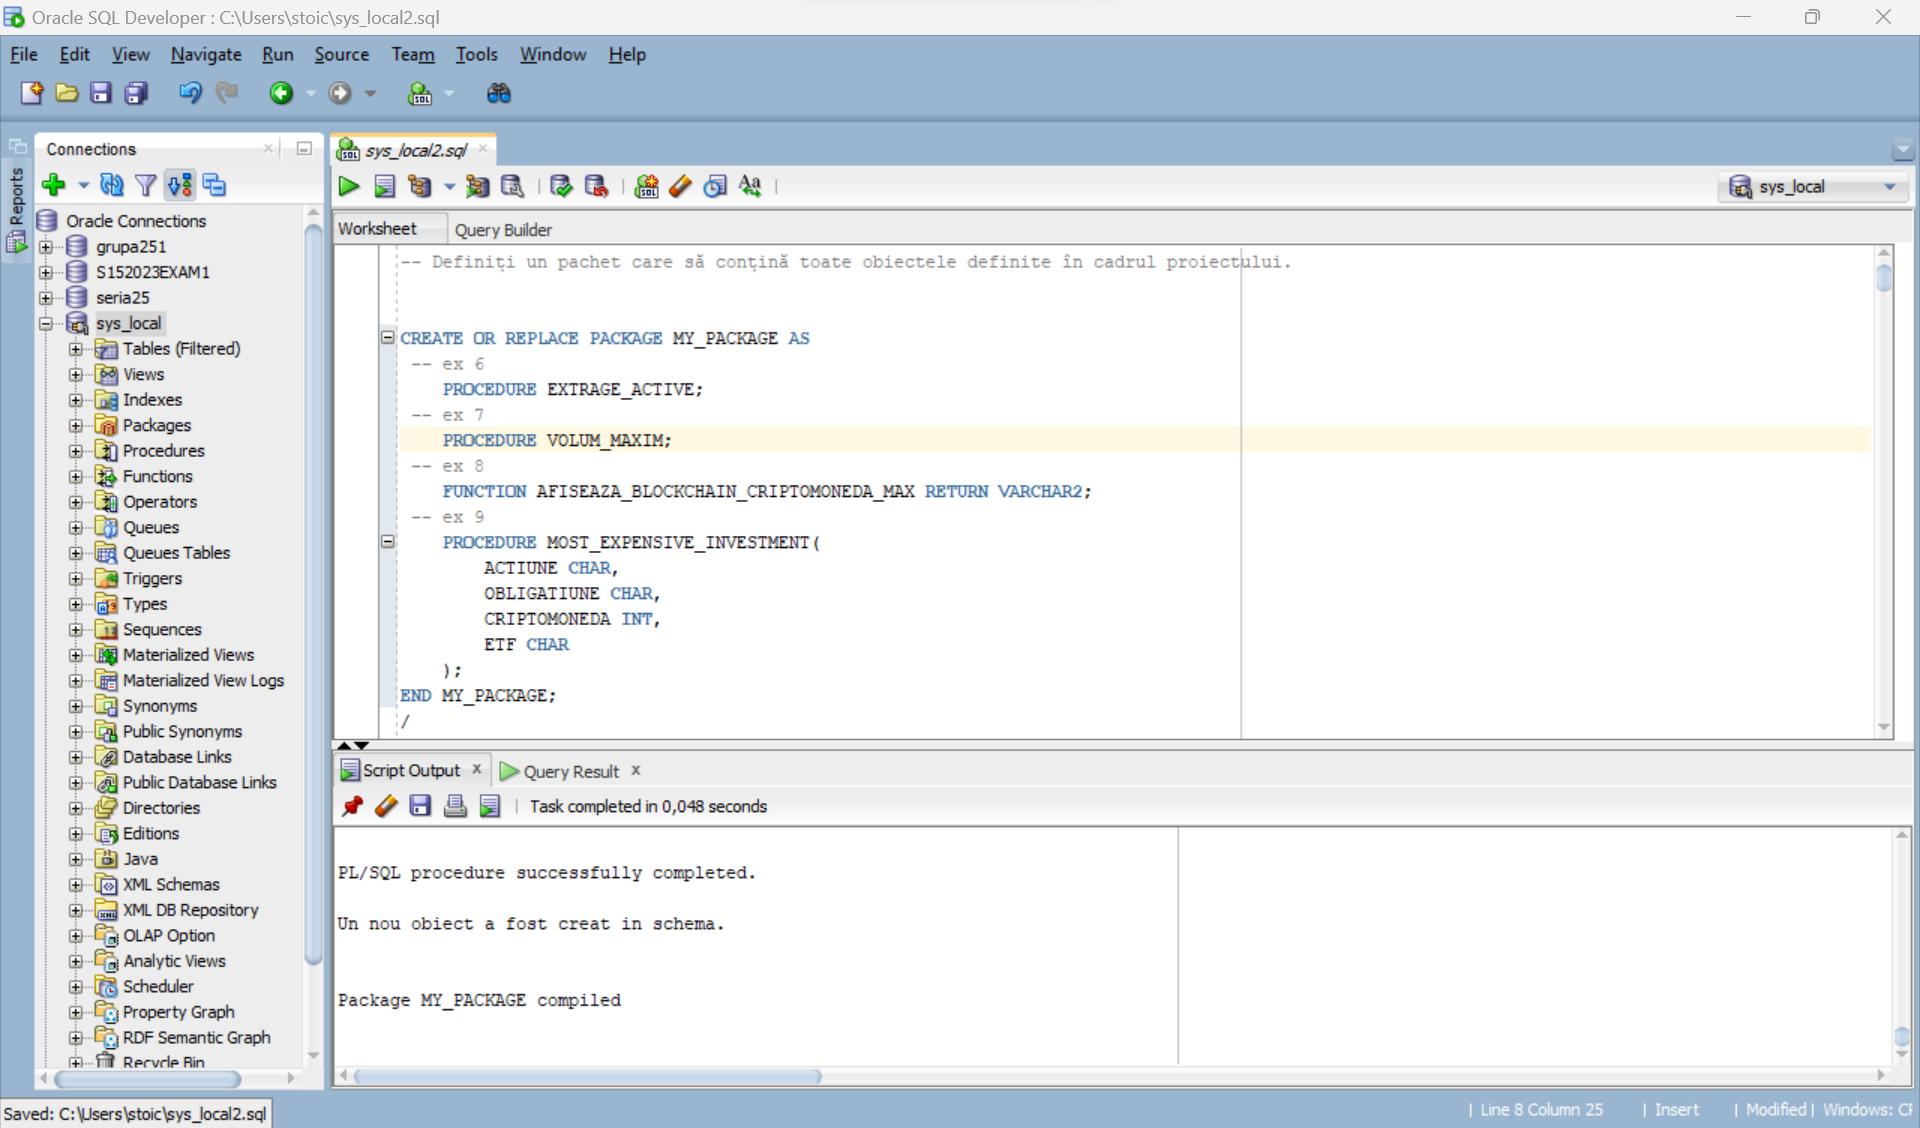 Oracle SQL Developer : C:\Users\stoic\sys_local2.sql
File Edit View Navigate Run Source Team Tools Window Help
Reports
Connections
Oracle Connections
grupa251
S152023EXAM1
seria25
sys_local
Tables (Filtered)
Views
Indexes
Packages
Procedures
Functions
Operators
Queues
Queues Tables
Triggers
Types
Sequences
Materialized Views
Materialized View Logs
Synonyms
Public Synonyms
Database Links
Public Database Links
Directories
Editions
Java
XML Schemas
XML DB Repository
OLAP Option
Analytic Views
Scheduler
Property Graph
RDF Semantic Graph
Recycle Bin
sys_local2.sql
sys_local
Worksheet Query Builder
-- Definiți un pachet care să conțină toate obiectele definite în cadrul proiectului.
CREATE OR REPLACE PACKAGE MY_PACKAGE AS
-- ex 6
PROCEDURE EXTRAGE_ACTIVE;
-- ex 7
PROCEDURE VOLUM_MAXIM;
-- ex 8
FUNCTION AFISEAZA_BLOCKCHAIN_CRIPTOMONEDA_MAX RETURN VARCHAR2;
-- ex 9
PROCEDURE MOST_EXPENSIVE_INVESTMENT(
ACTIUNE CHAR,
OBLIGATIUNE CHAR,
CRIPTOMONEDA INT,
ETF CHAR
);
END MY_PACKAGE;
/
Script Output Query Result
Task completed in 0,048 seconds
PL/SQL procedure successfully completed.
Un nou obiect a fost creat in schema.
Package MY_PACKAGE compiled
Saved: C:\Users\stoic\sys_local2.sql
| Line 8 Column 25 | Insert | Modified | Windows: CF